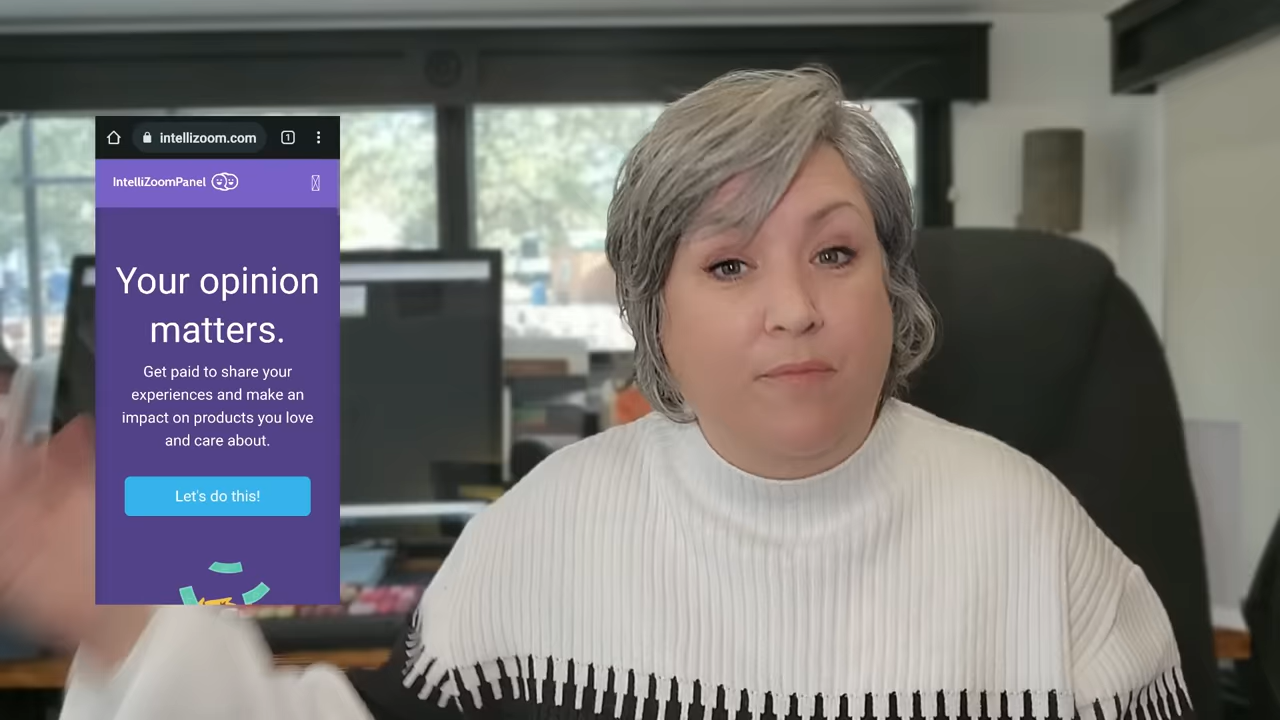 intellizoom.com
1
IntelliZoomPanel
Your opinion
matters.
Get paid to share your
experiences and make an
impact on products you love
and care about.
Let's do this!